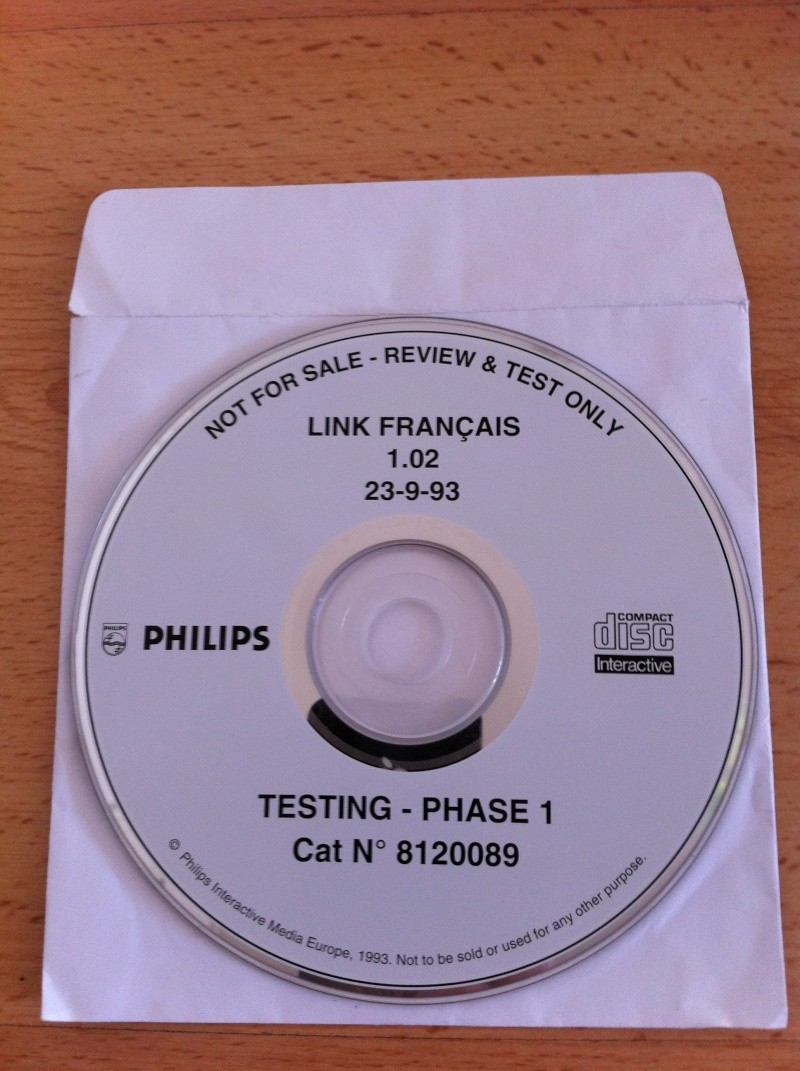 NOT FOR SALE - REVIEW & TEST ONLY
LINK FRANÇAIS
1.02
23-9-93
PHILIPS
PHILIPS
COMPACT
disc
Interactive
TESTING - PHASE 1
Cat N° 8120089
© Philips Interactive Media Europe, 1993. Not to be sold or used for any other purpose.